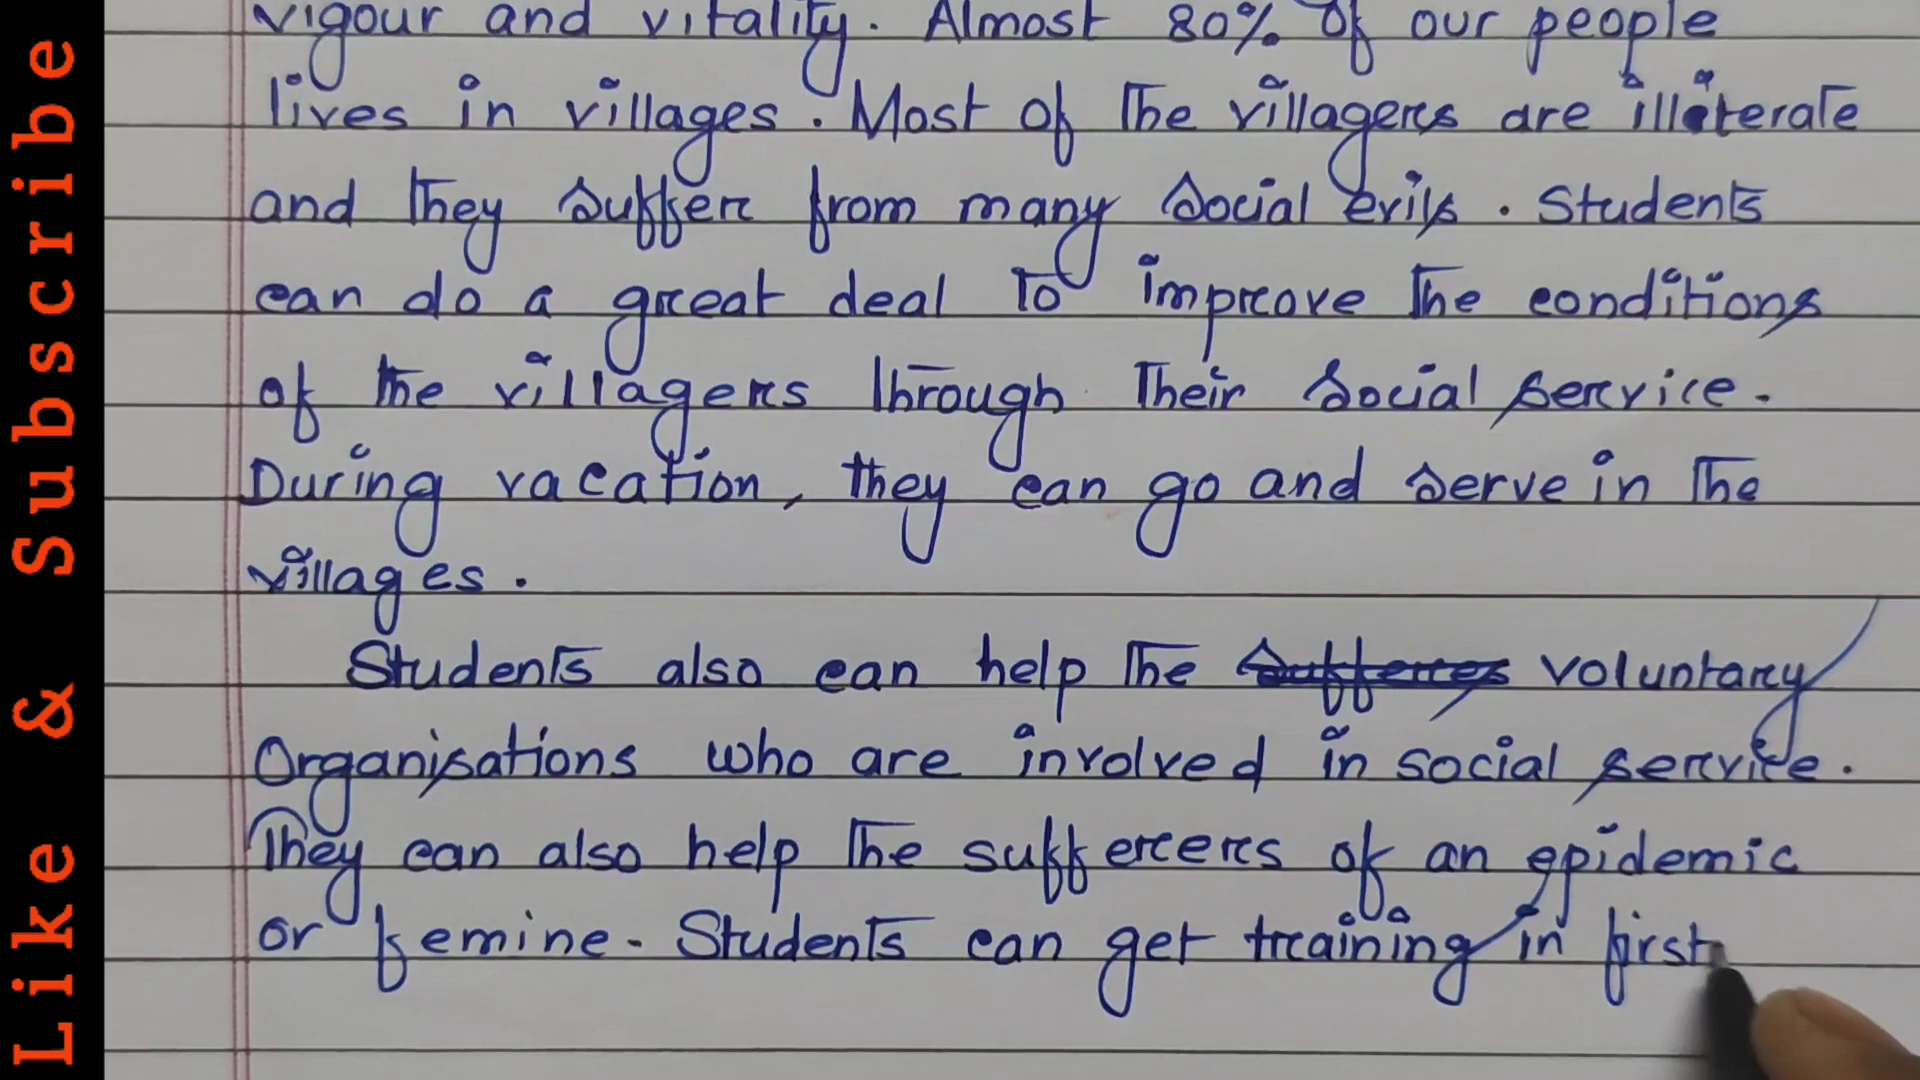 Like & Subscribe
vigour and vitality. Almost 80% of our people
lives in villages. Most of the villagers are illiterate
and they suffer from many social evils. Students
can do a great deal to improve the conditions
of the villagers through their social service.
During vacation, they can go and serve in the
villages.
Students also can help the sufferers voluntary
Organisations who are involved in social service.
They can also help the sufferers of an epidemic
or femine. Students can get training in first